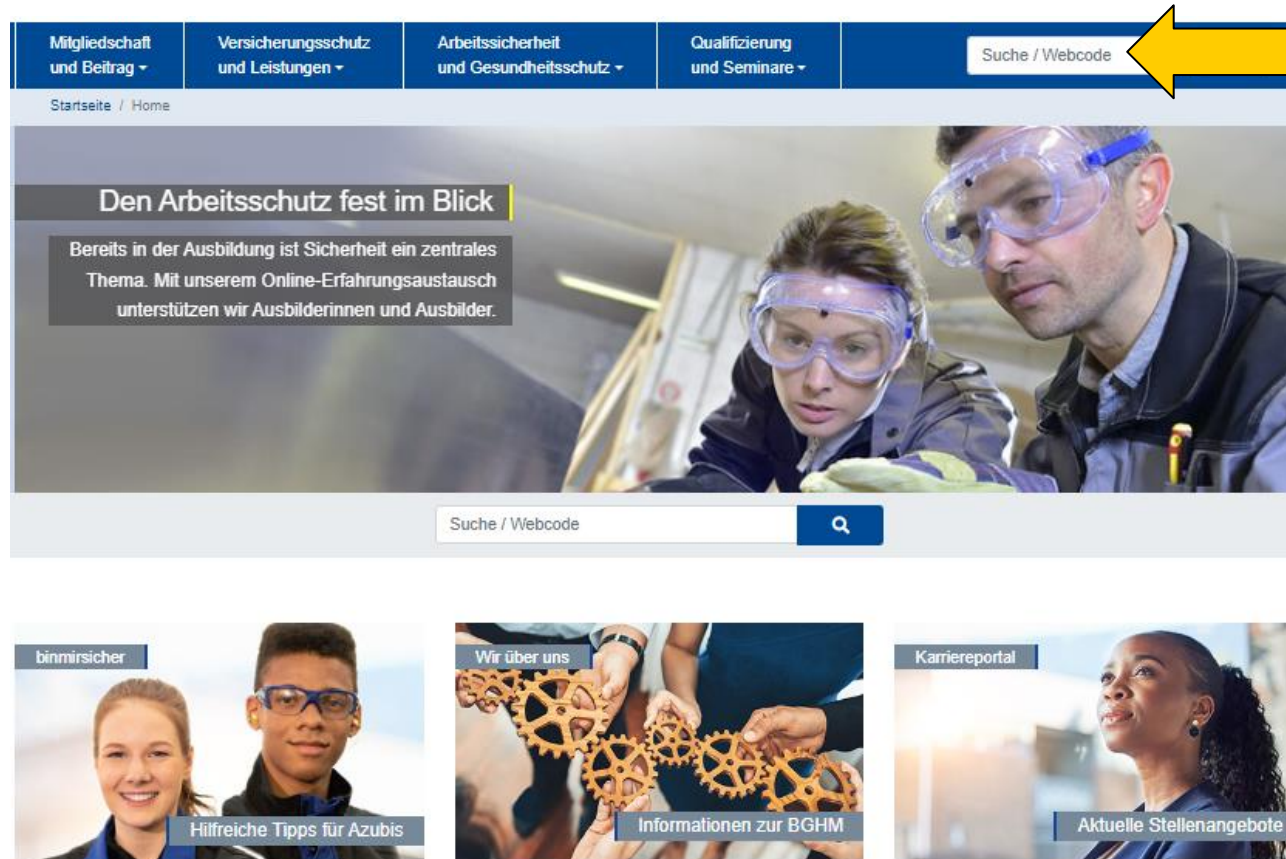 Mitgliedschaft
und Beitrag
Versicherungsschutz
und Leistungen
Arbeitssicherheit
und Gesundheitsschutz
Qualifizierung
und Seminare
Suche / Webcode
Startseite / Home
Den Arbeitsschutz fest im Blick
Bereits in der Ausbildung ist Sicherheit ein zentrales
Thema. Mit unserem Online-Erfahrungsaustausch
unterstützen wir Ausbilderinnen und Ausbilder.
Suche / Webcode
binmirsicher
Hilfreiche Tipps für Azubis
Wir über uns
Informationen zur BGHM
Karriereportal
Aktuelle Stellenangebote